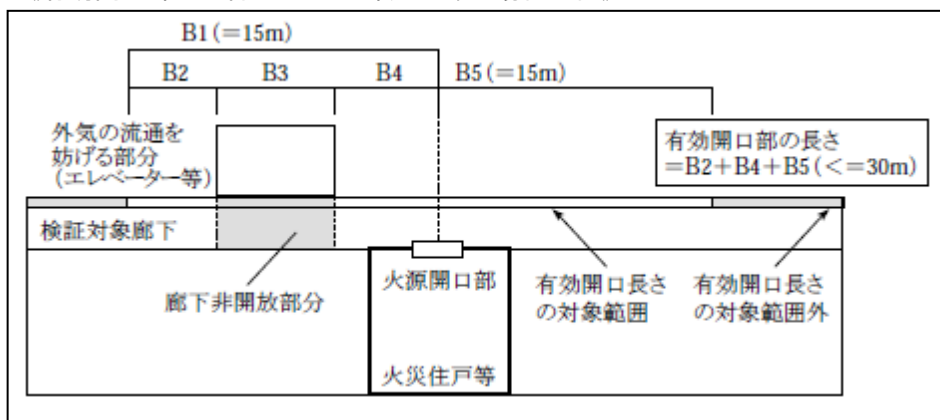 B1(=15m)
B2
B3
B4
B5(=15m)
外気の流通を
妨げる部分
(エレベーター等)
有効開口部の長さ
=B2+B4+B5(<=30m)
検証対象廊下
廊下非開放部分
火源開口部
有効開口長さ
の対象範囲
有効開口長さ
の対象範囲外
火災住戸等